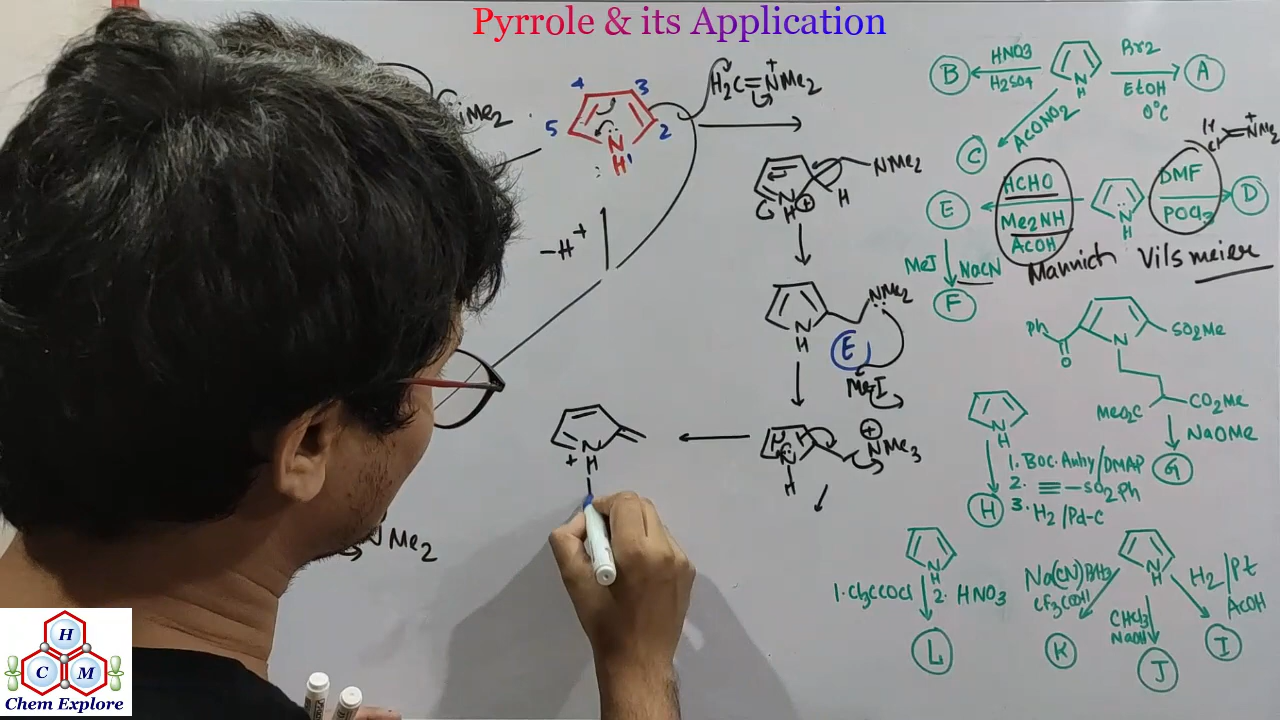 Pyrrole & its Application
4
3
5
2
N
H
1
H2C=NMe2
+
-H+
NMe2
N
H
+
H
N
H
NMe2
E
MeI
N
H
+
NMe3
N
+
H
NMe2
Me2
B
HNO3
H2SO4
N
H
Br2
EtOH
0°C
A
AcONO2
C
H
Cl
+
NMe2
E
HCHO
Me2NH
AcOH
N
H
DMF
POCl3
D
Mannich
Vilsmeier
MeI
NaCN
F
Ph
O
N
SO2Me
MeO2C
CO2Me
NaOMe
G
N
H
1. Boc. Anhy/DMAP
2. ≡-SO2Ph
3. H2/Pd-C
H
N
H
1. Cl3CCOCl
2. HNO3
L
N
H
Na(CN)BH3
CF3COOH
K
CHCl3
NaOH
J
H2/Pt
AcOH
I
H
C
M
Chem Explore